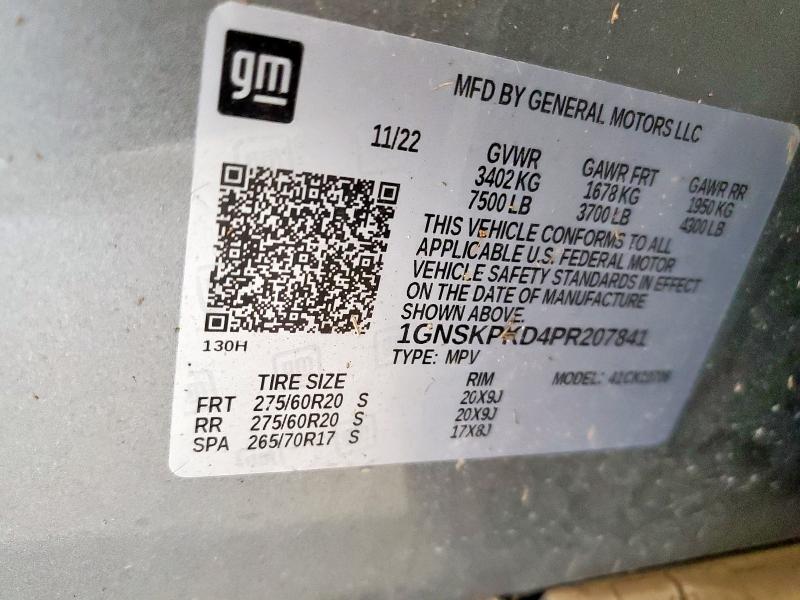 gm
MFD BY GENERAL MOTORS LLC
11/22
GVWR GAWR FRT GAWR RR
3402 KG 1678 KG 1950 KG
7500 LB 3700 LB 4300 LB
THIS VEHICLE CONFORMS TO ALL
APPLICABLE U.S. FEDERAL MOTOR
VEHICLE SAFETY STANDARDS IN EFFECT
ON THE DATE OF MANUFACTURE
SHOWN ABOVE.
1GNSKPKD4PR207841
130H
TYPE: MPV
TIRE SIZE RIM MODEL:
FRT 275/60R20 S 20X9J
RR 275/60R20 S 20X9J
SPA 265/70R17 S 17X8J